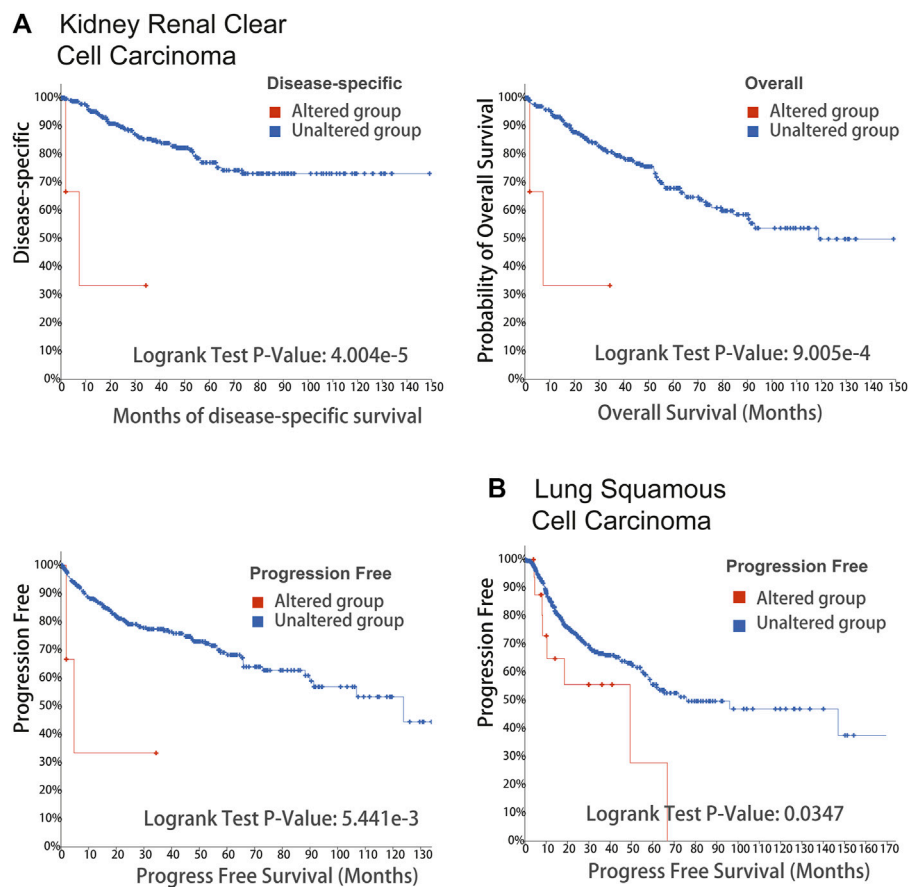 A Kidney Renal Clear
Cell Carcinoma
Disease-specific
Altered group
Unaltered group
100%
90%
80%
70%
60%
50%
40%
30%
20%
10%
0%
Disease-specific
Logrank Test P-Value: 4.004e-5
0 10 20 30 40 50 60 70 80 90 100 110 120 130 140 150
Months of disease-specific survival
Overall
Altered group
Unaltered group
100%
90%
80%
70%
60%
50%
40%
30%
20%
10%
0%
Probability of Overall Survival
Logrank Test P-Value: 9.005e-4
0 10 20 30 40 50 60 70 80 90 100 110 120 130 140 150
Overall Survival (Months)
Progression Free
Altered group
Unaltered group
100%
90%
80%
70%
60%
50%
40%
30%
20%
10%
0%
Progression Free
Logrank Test P-Value: 5.441e-3
0 10 20 30 40 50 60 70 80 90 100 110 120 130
Progress Free Survival (Months)
B Lung Squamous
Cell Carcinoma
Progression Free
Altered group
Unaltered group
100%
90%
80%
70%
60%
50%
40%
30%
20%
10%
0%
Progression Free
Logrank Test P-Value: 0.0347
0 10 20 30 40 50 60 70 80 90 100 110 120 130 140 150 160 170
Progress Free Survival (Months)